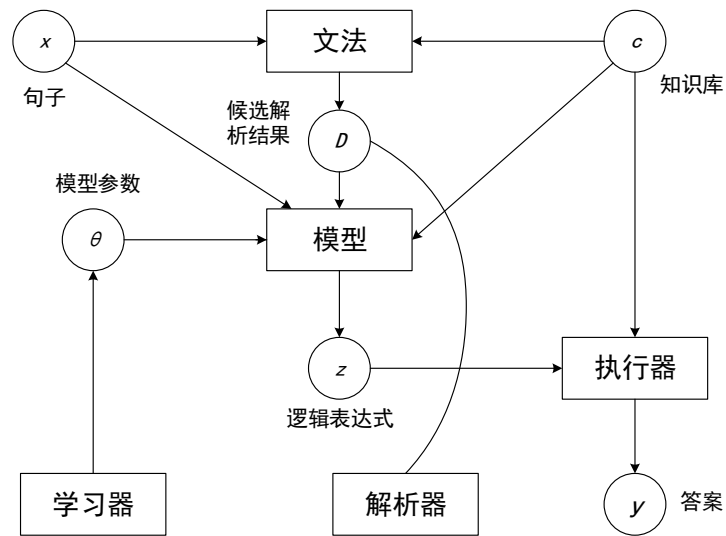 x
文法
c
句子
知识库
候选解
析结果
D
模型参数
θ
模型
z
执行器
逻辑表达式
学习器
解析器
y
答案